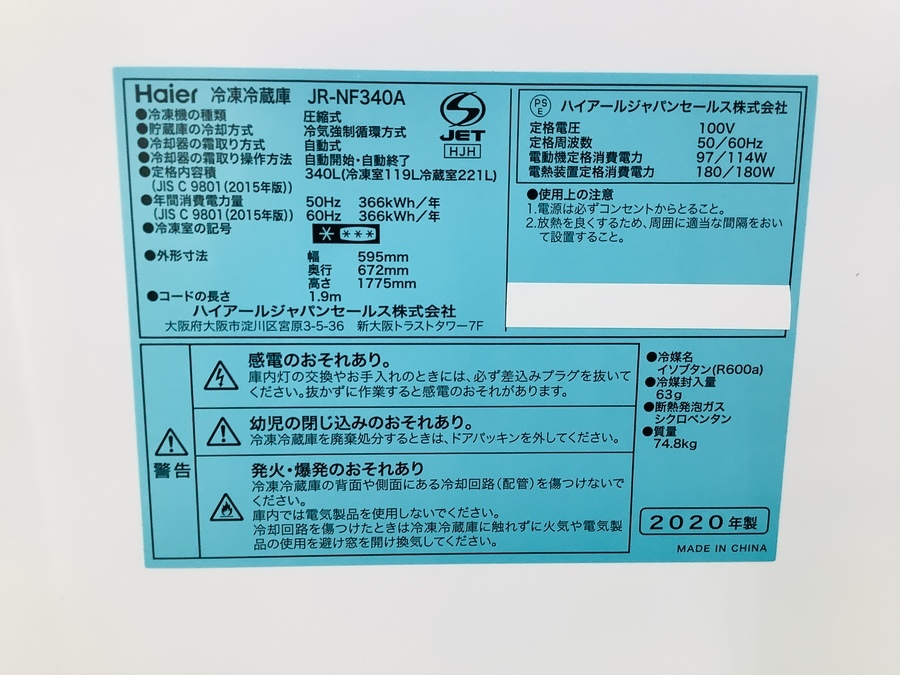 Haier 冷凍冷蔵庫 JR-NF340A
●冷凍機の種類 圧縮式
●貯蔵庫の冷却方式 冷気強制循環方式
●冷却器の霜取り方式 自動式
●冷却器の霜取り操作方法 自動開始・自動終了
●定格内容積 340L(冷凍室119L冷蔵室221L)
(JIS C 9801(2015年版))
●年間消費電力量 50Hz 366kWh/年
(JIS C 9801(2015年版)) 60Hz 366kWh/年
●冷凍室の記号 * ***
●外形寸法 幅 595mm
奥行 672mm
高さ 1775mm
●コードの長さ 1.9m
ハイアールジャパンセールス株式会社
大阪府大阪市淀川区宮原3-5-36 新大阪トラストタワー7F
S
JET
HJH
PS
E ハイアールジャパンセールス株式会社
定格電圧 100V
定格周波数 50/60Hz
電動機定格消費電力 97/114W
電熱装置定格消費電力 180/180W
●使用上の注意
1.電源は必ずコンセントからとること。
2.放熱を良くするため、周囲に適当な間隔をおい
て設置すること。
警告
感電のおそれあり。
庫内灯の交換やお手入れのときには、必ず差込みプラグを抜いて
ください。抜かずに作業すると感電のおそれがあります。
幼児の閉じ込みのおそれあり。
冷凍冷蔵庫を廃棄処分するときは、ドアパッキンを外してください。
発火・爆発のおそれあり
冷凍冷蔵庫の背面や側面にある冷却回路(配管)を傷つけないで
ください。
庫内では電気製品を使用しないでください。
冷却回路を傷つけたときは冷凍冷蔵庫に触れずに火気や電気製
品の使用を避け窓を開け換気してください。
●冷媒名
イソブタン(R600a)
●冷媒封入量
63g
●断熱発泡ガス
シクロペンタン
●質量
74.8kg
2020年製
MADE IN CHINA